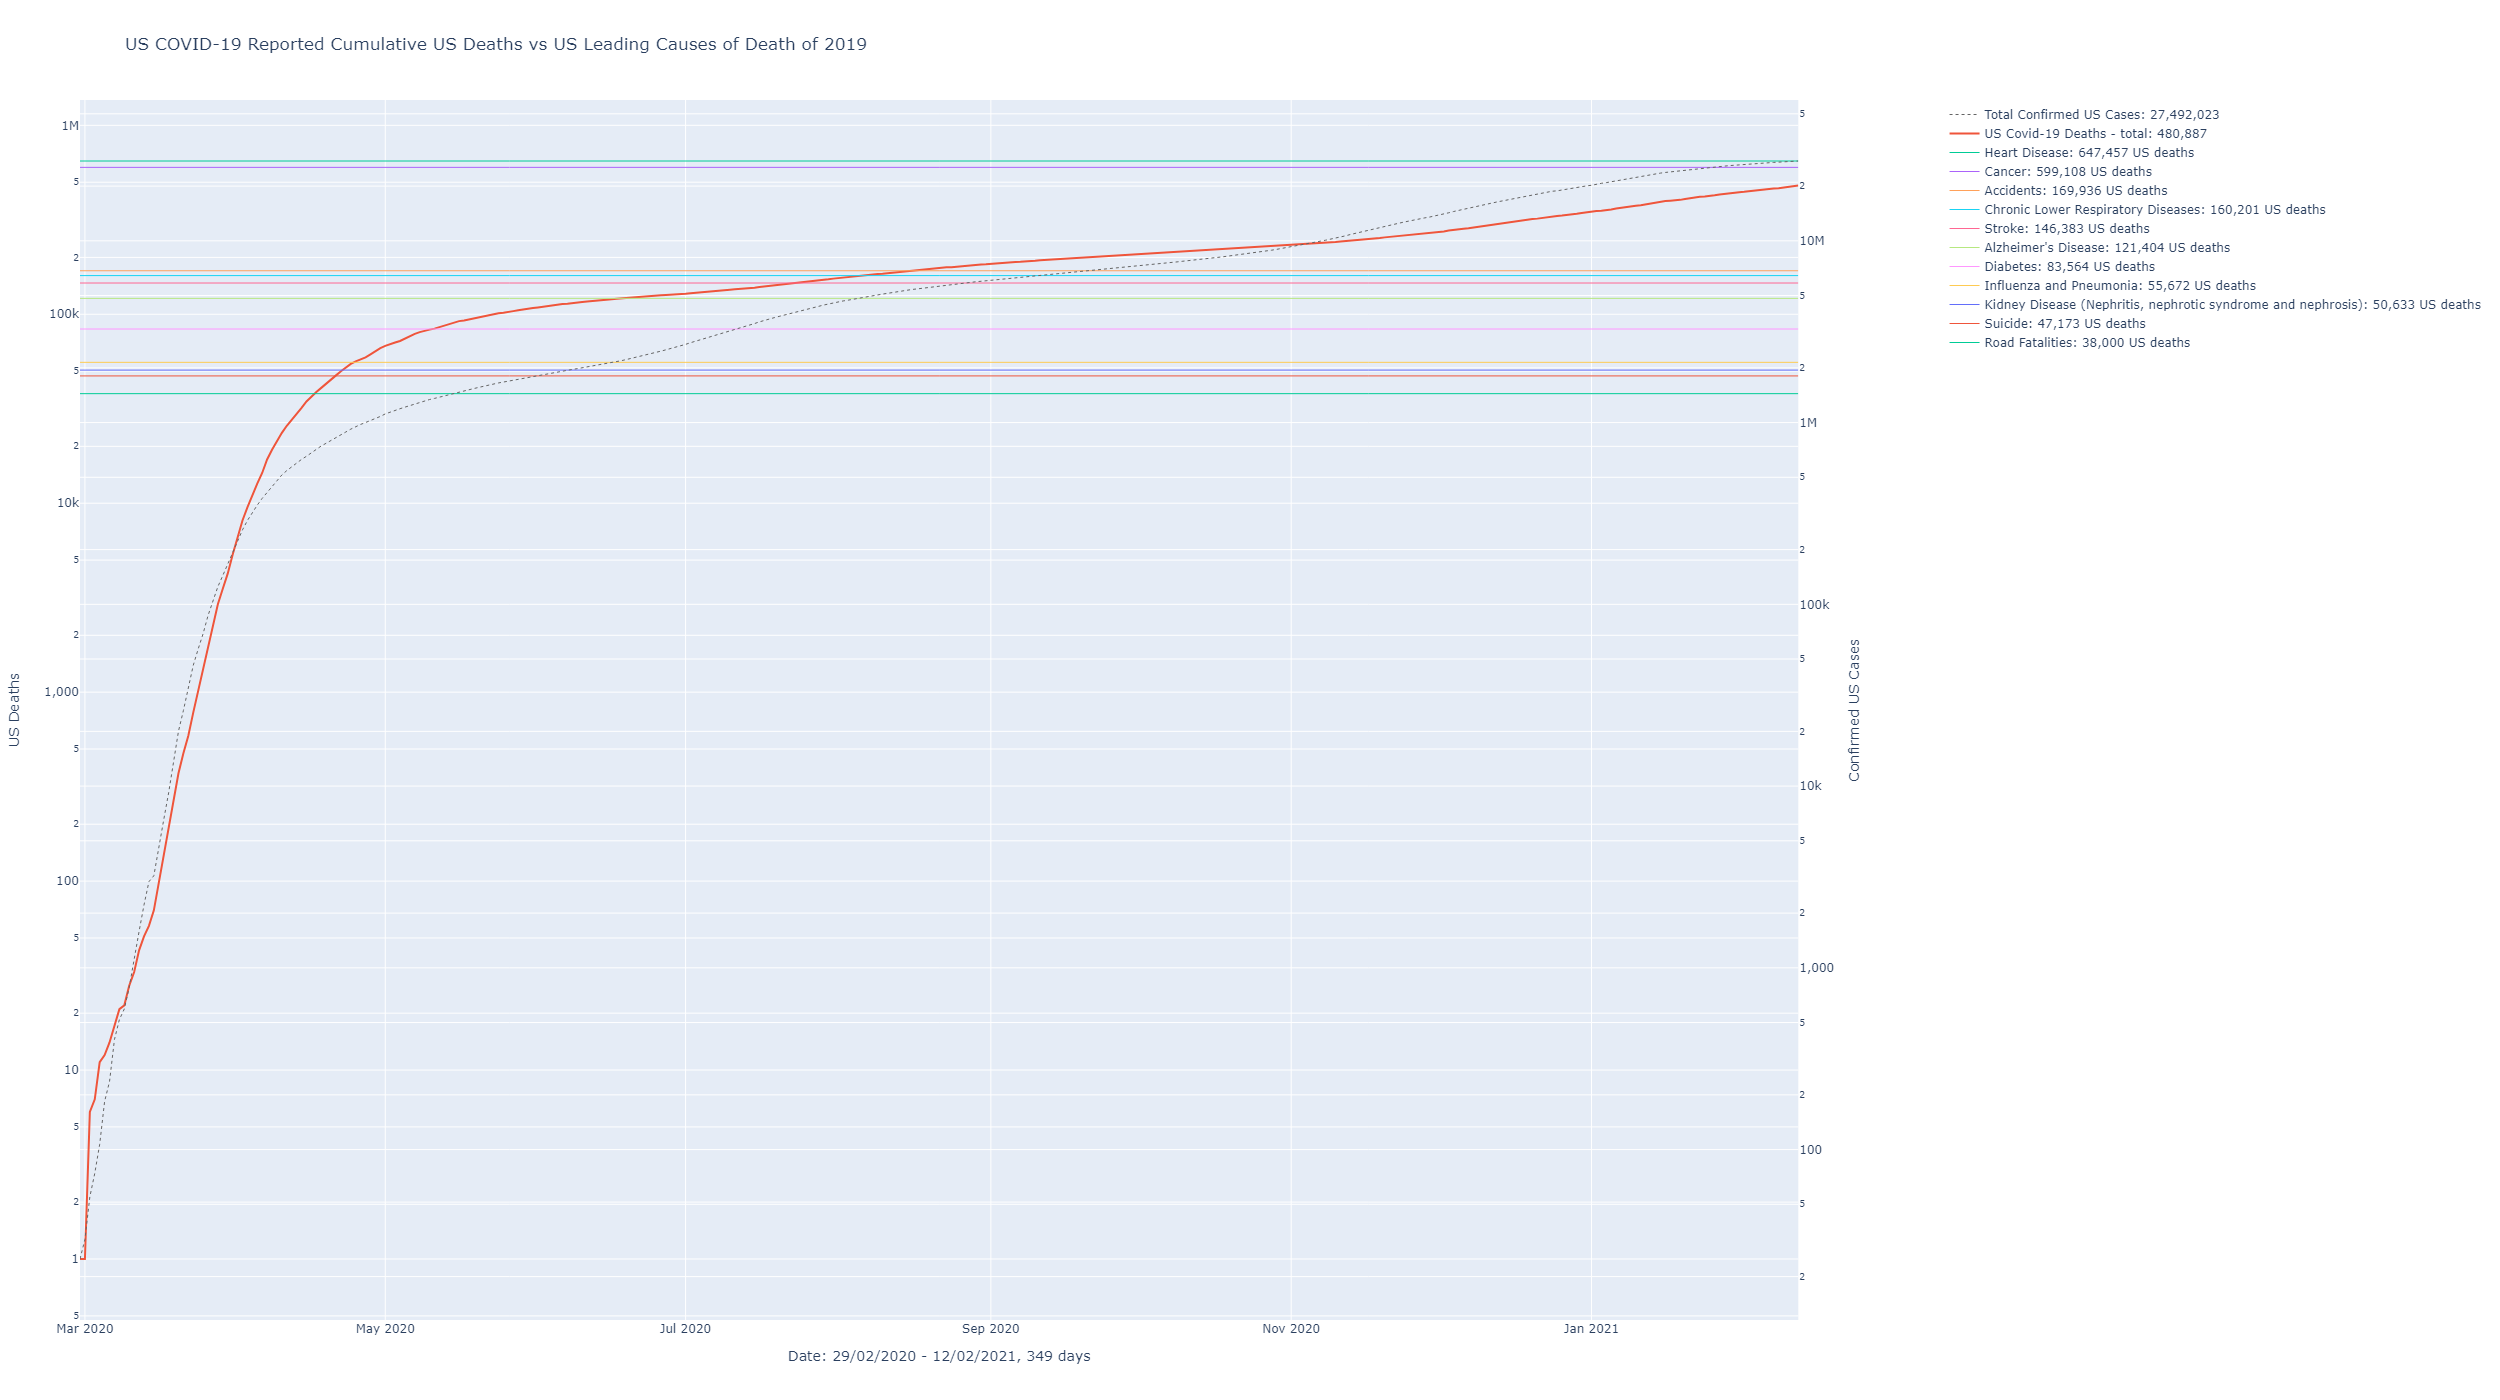 US COVID-19 Reported Cumulative US Deaths vs US Leading Causes of Death of 2019
US Deaths
1M
5
2
100k
5
2
10k
5
2
1,000
5
2
100
5
2
10
5
2
1
5
Mar 2020
May 2020
Jul 2020
Sep 2020
Nov 2020
Jan 2021
Date: 29/02/2020 - 12/02/2021, 349 days
5
2
10M
5
2
1M
5
2
100k
5
2
10k
5
2
1,000
5
2
100
5
2
Confirmed US Cases
Total Confirmed US Cases: 27,492,023
US Covid-19 Deaths - total: 480,887
Heart Disease: 647,457 US deaths
Cancer: 599,108 US deaths
Accidents: 169,936 US deaths
Chronic Lower Respiratory Diseases: 160,201 US deaths
Stroke: 146,383 US deaths
Alzheimer's Disease: 121,404 US deaths
Diabetes: 83,564 US deaths
Influenza and Pneumonia: 55,672 US deaths
Kidney Disease (Nephritis, nephrotic syndrome and nephrosis): 50,633 US deaths
Suicide: 47,173 US deaths
Road Fatalities: 38,000 US deaths